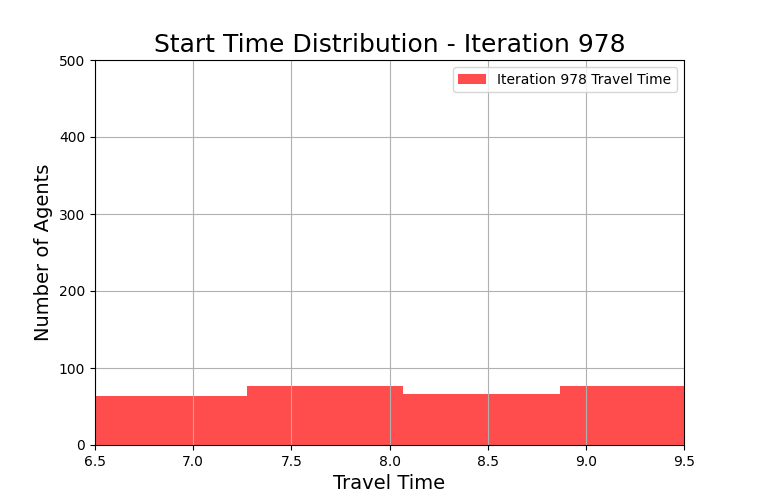 Start Time Distribution - Iteration 978
Iteration 978 Travel Time
Number of Agents
500
400
300
200
100
0
6.5 7.0 7.5 8.0 8.5 9.0 9.5
Travel Time